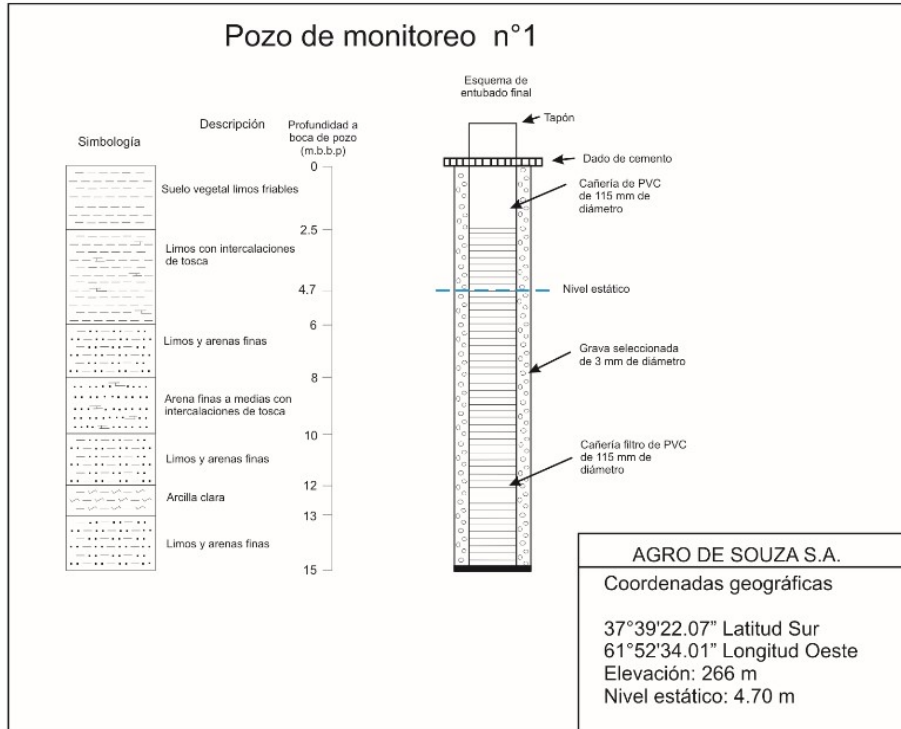 Pozo de monitoreo n°1
Simbología
Descripción
Profundidad a
boca de pozo
(m.b.b.p)
Esquema de
entubado final
Tapón
Dado de cemento
0
Suelo vegetal limos friables
Cañería de PVC
de 115 mm de
diámetro
2.5
Limos con intercalaciones
de tosca
4.7
Nivel estático
6
Limos y arenas finas
Grava seleccionada
de 3 mm de diámetro
8
Arena finas a medias con
intercalaciones de tosca
10
Limos y arenas finas
Cañería filtro de PVC
de 115 mm de
diámetro
12
Arcilla clara
13
Limos y arenas finas
15
AGRO DE SOUZA S.A.
Coordenadas geográficas
37°39'22.07” Latitud Sur
61°52'34.01” Longitud Oeste
Elevación: 266 m
Nivel estático: 4.70 m